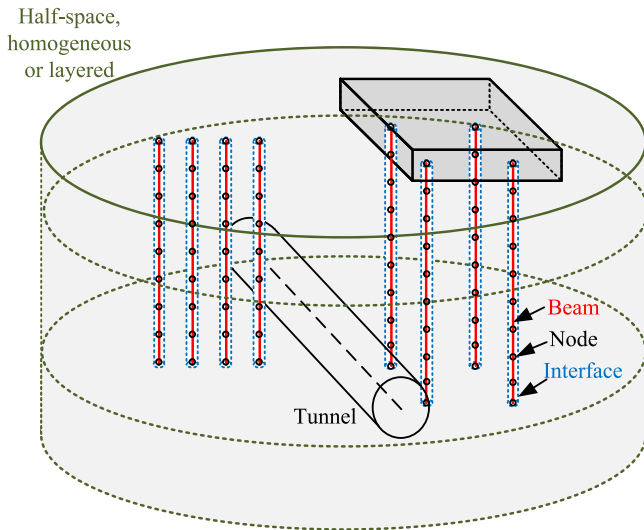 Half-space,
homogeneous
or layered
Beam
Node
Interface
Tunnel